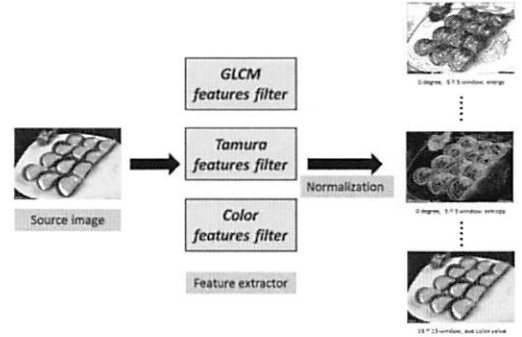 GLCM
features filter
0 degree, 5 * 5-window, energy
Tamura
features filter
Normalization
Source image
0 degree, 5 * 5-window, entropy
Color
features filter
Feature extractor
15 * 15-window, ave color valve